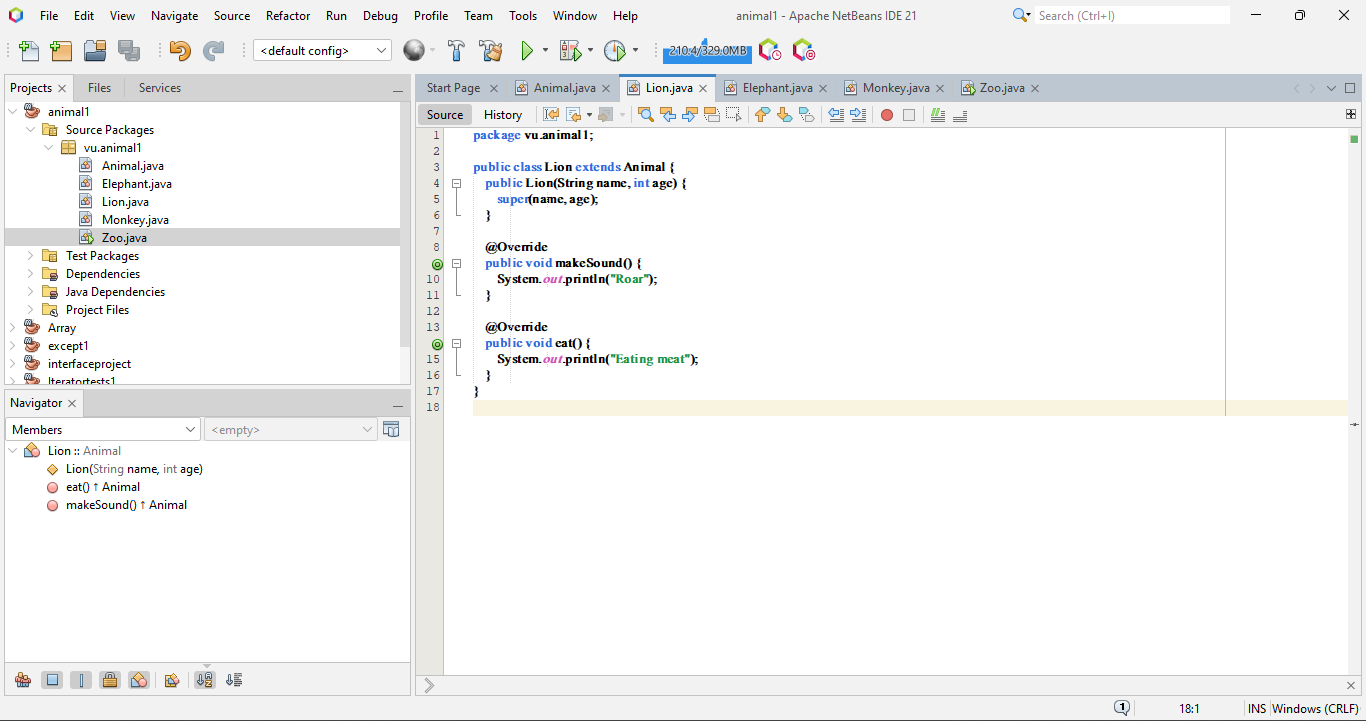 File Edit View Navigate Source Refactor Run Debug Profile Team Tools Window Help animal1 - Apache NetBeans IDE 21 Search (Ctrl+I)
<default config> 210.4/329.0MB
Projects Files Services
animal1
Source Packages
vu.animal1
Animal.java
Elephant.java
Lion.java
Monkey.java
Zoo.java
Test Packages
Dependencies
Java Dependencies
Project Files
Array
except1
interfaceproject
Iteratortests1
Navigator
Members <empty>
Lion :: Animal
Lion(String name, int age)
eat() ↑ Animal
makeSound() ↑ Animal
Start Page Animal.java Lion.java Elephant.java Monkey.java Zoo.java
Source History
1 package vu.animal1;
2
3 public class Lion extends Animal {
4 public Lion(String name, int age) {
5 super(name, age);
6 }
7
8 @Override
public void makeSound() {
10 System.out.println("Roar");
11 }
12
13 @Override
public void eat() {
15 System.out.println("Eating meat");
16 }
17 }
18
1 18:1 INS Windows (CRLF)